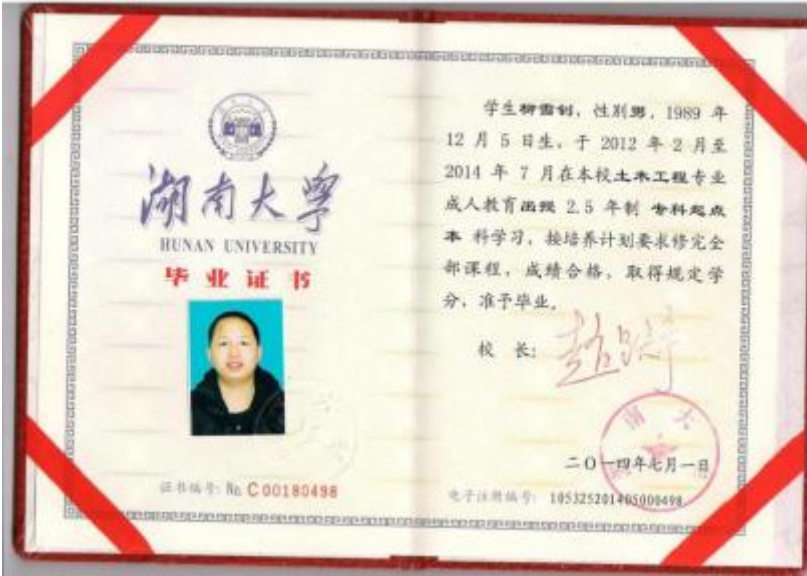 湖南大学
HUNAN UNIVERSITY
毕业证书
证书编号: No. C00180498
学生柳雪钊，性别男，1989 年
12 月 5 日生，于 2012 年 2 月至
2014 年 7 月在本校土木工程专业
成人教育函授 2.5 年制 专科起点
本 科学习，按培养计划要求修完全
部课程，成绩合格，取得规定学
分，准予毕业。
校 长:
二〇一四年七月一日
电子注册编号: 105325201405000498